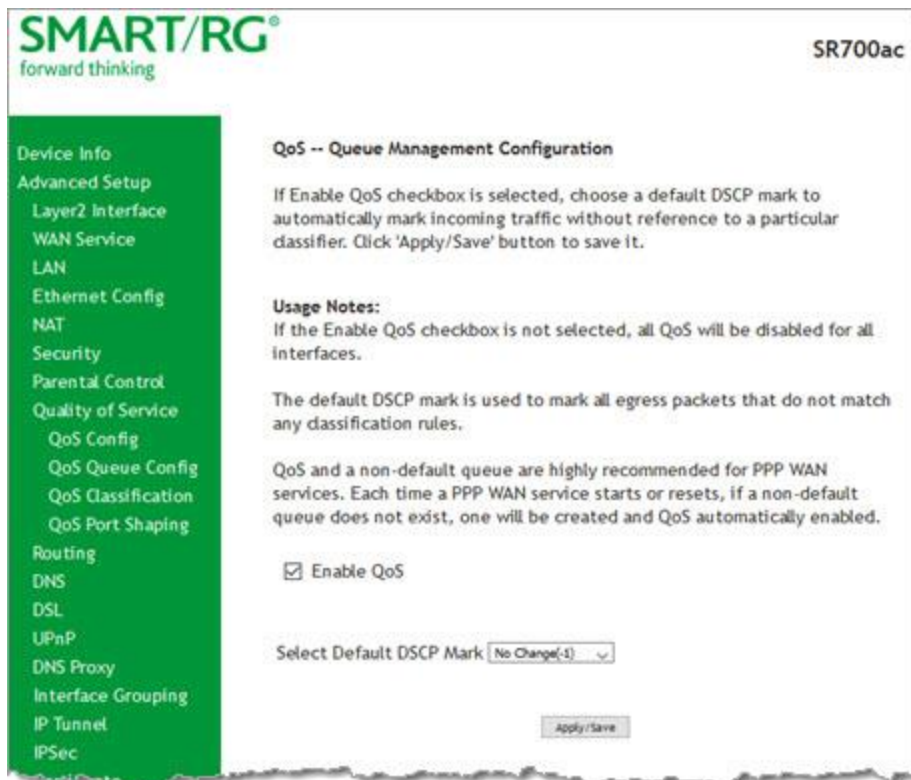 SMART/RG®
forward thinking
SR700ac
Device Info
Advanced Setup
Layer2 Interface
WAN Service
LAN
Ethernet Config
NAT
Security
Parental Control
Quality of Service
QoS Config
QoS Queue Config
QoS Classification
QoS Port Shaping
Routing
DNS
DSL
UPnP
DNS Proxy
Interface Grouping
IP Tunnel
IPSec
QoS -- Queue Management Configuration
If Enable QoS checkbox is selected, choose a default DSCP mark to
automatically mark incoming traffic without reference to a particular
classifier. Click 'Apply/Save' button to save it.
Usage Notes:
If the Enable QoS checkbox is not selected, all QoS will be disabled for all
interfaces.
The default DSCP mark is used to mark all egress packets that do not match
any classification rules.
QoS and a non-default queue are highly recommended for PPP WAN
services. Each time a PPP WAN service starts or resets, if a non-default
queue does not exist, one will be created and QoS automatically enabled.
Enable QoS
Select Default DSCP Mark No Change(-1)
Apply/Save